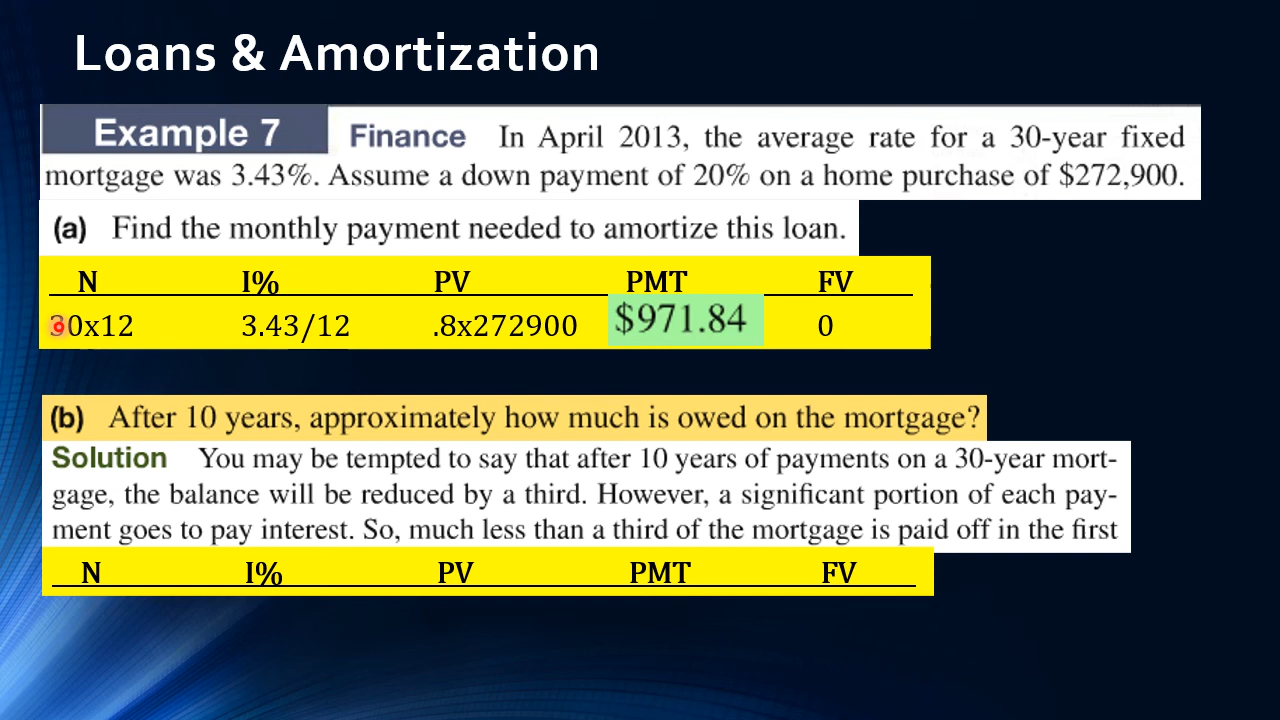 Loans & Amortization
Example 7 Finance In April 2013, the average rate for a 30-year fixed
mortgage was 3.43%. Assume a down payment of 20% on a home purchase of $272,900.
(a) Find the monthly payment needed to amortize this loan.
N I% PV PMT FV
30x12 3.43/12 .8x272900 $971.84 0
(b) After 10 years, approximately how much is owed on the mortgage?
Solution You may be tempted to say that after 10 years of payments on a 30-year mort-
gage, the balance will be reduced by a third. However, a significant portion of each pay-
ment goes to pay interest. So, much less than a third of the mortgage is paid off in the first
N I% PV PMT FV